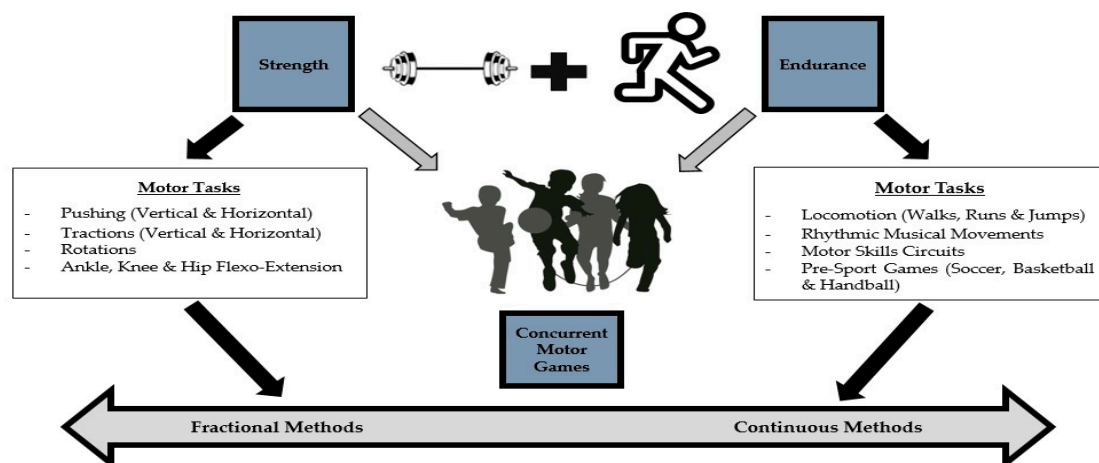 Strength
Endurance
Motor Tasks
- Pushing (Vertical & Horizontal)
- Tractions (Vertical & Horizontal)
- Rotations
- Ankle, Knee & Hip Flexo-Extension
Motor Tasks
- Locomotion (Walks, Runs & Jumps)
- Rhythmic Musical Movements
- Motor Skills Circuits
- Pre-Sport Games (Soccer, Basketball
& Handball)
Concurrent
Motor
Games
Fractional Methods
Continuous Methods